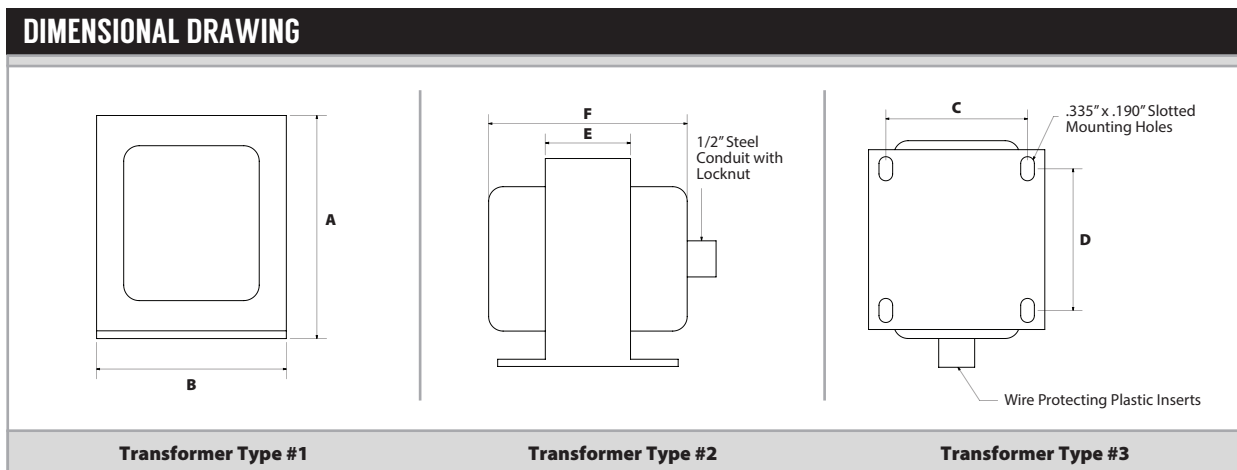 DIMENSIONAL DRAWING
A
B
Transformer Type #1
F
E
1/2" Steel
Conduit with
Locknut
Transformer Type #2
C
.335" x .190" Slotted
Mounting Holes
D
Wire Protecting Plastic Inserts
Transformer Type #3